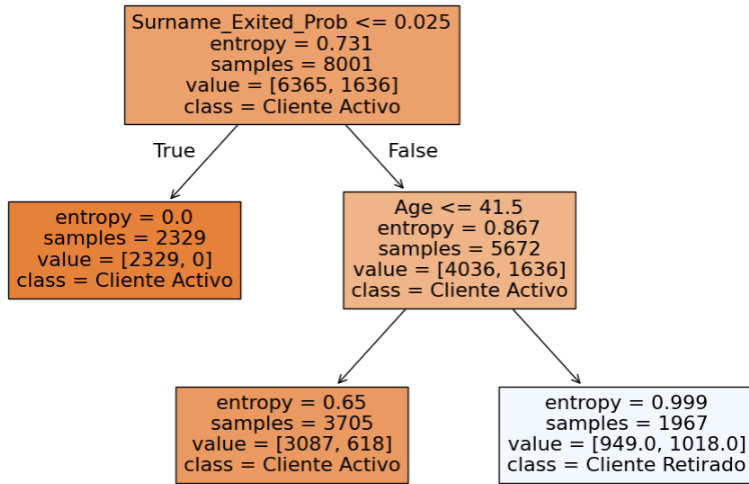 Surname_Exited_Prob <= 0.025
entropy = 0.731
samples = 8001
value = [6365, 1636]
class = Cliente Activo
True
False
entropy = 0.0
samples = 2329
value = [2329, 0]
class = Cliente Activo
Age <= 41.5
entropy = 0.867
samples = 5672
value = [4036, 1636]
class = Cliente Activo
entropy = 0.65
samples = 3705
value = [3087, 618]
class = Cliente Activo
entropy = 0.999
samples = 1967
value = [949.0, 1018.0]
class = Cliente Retirado